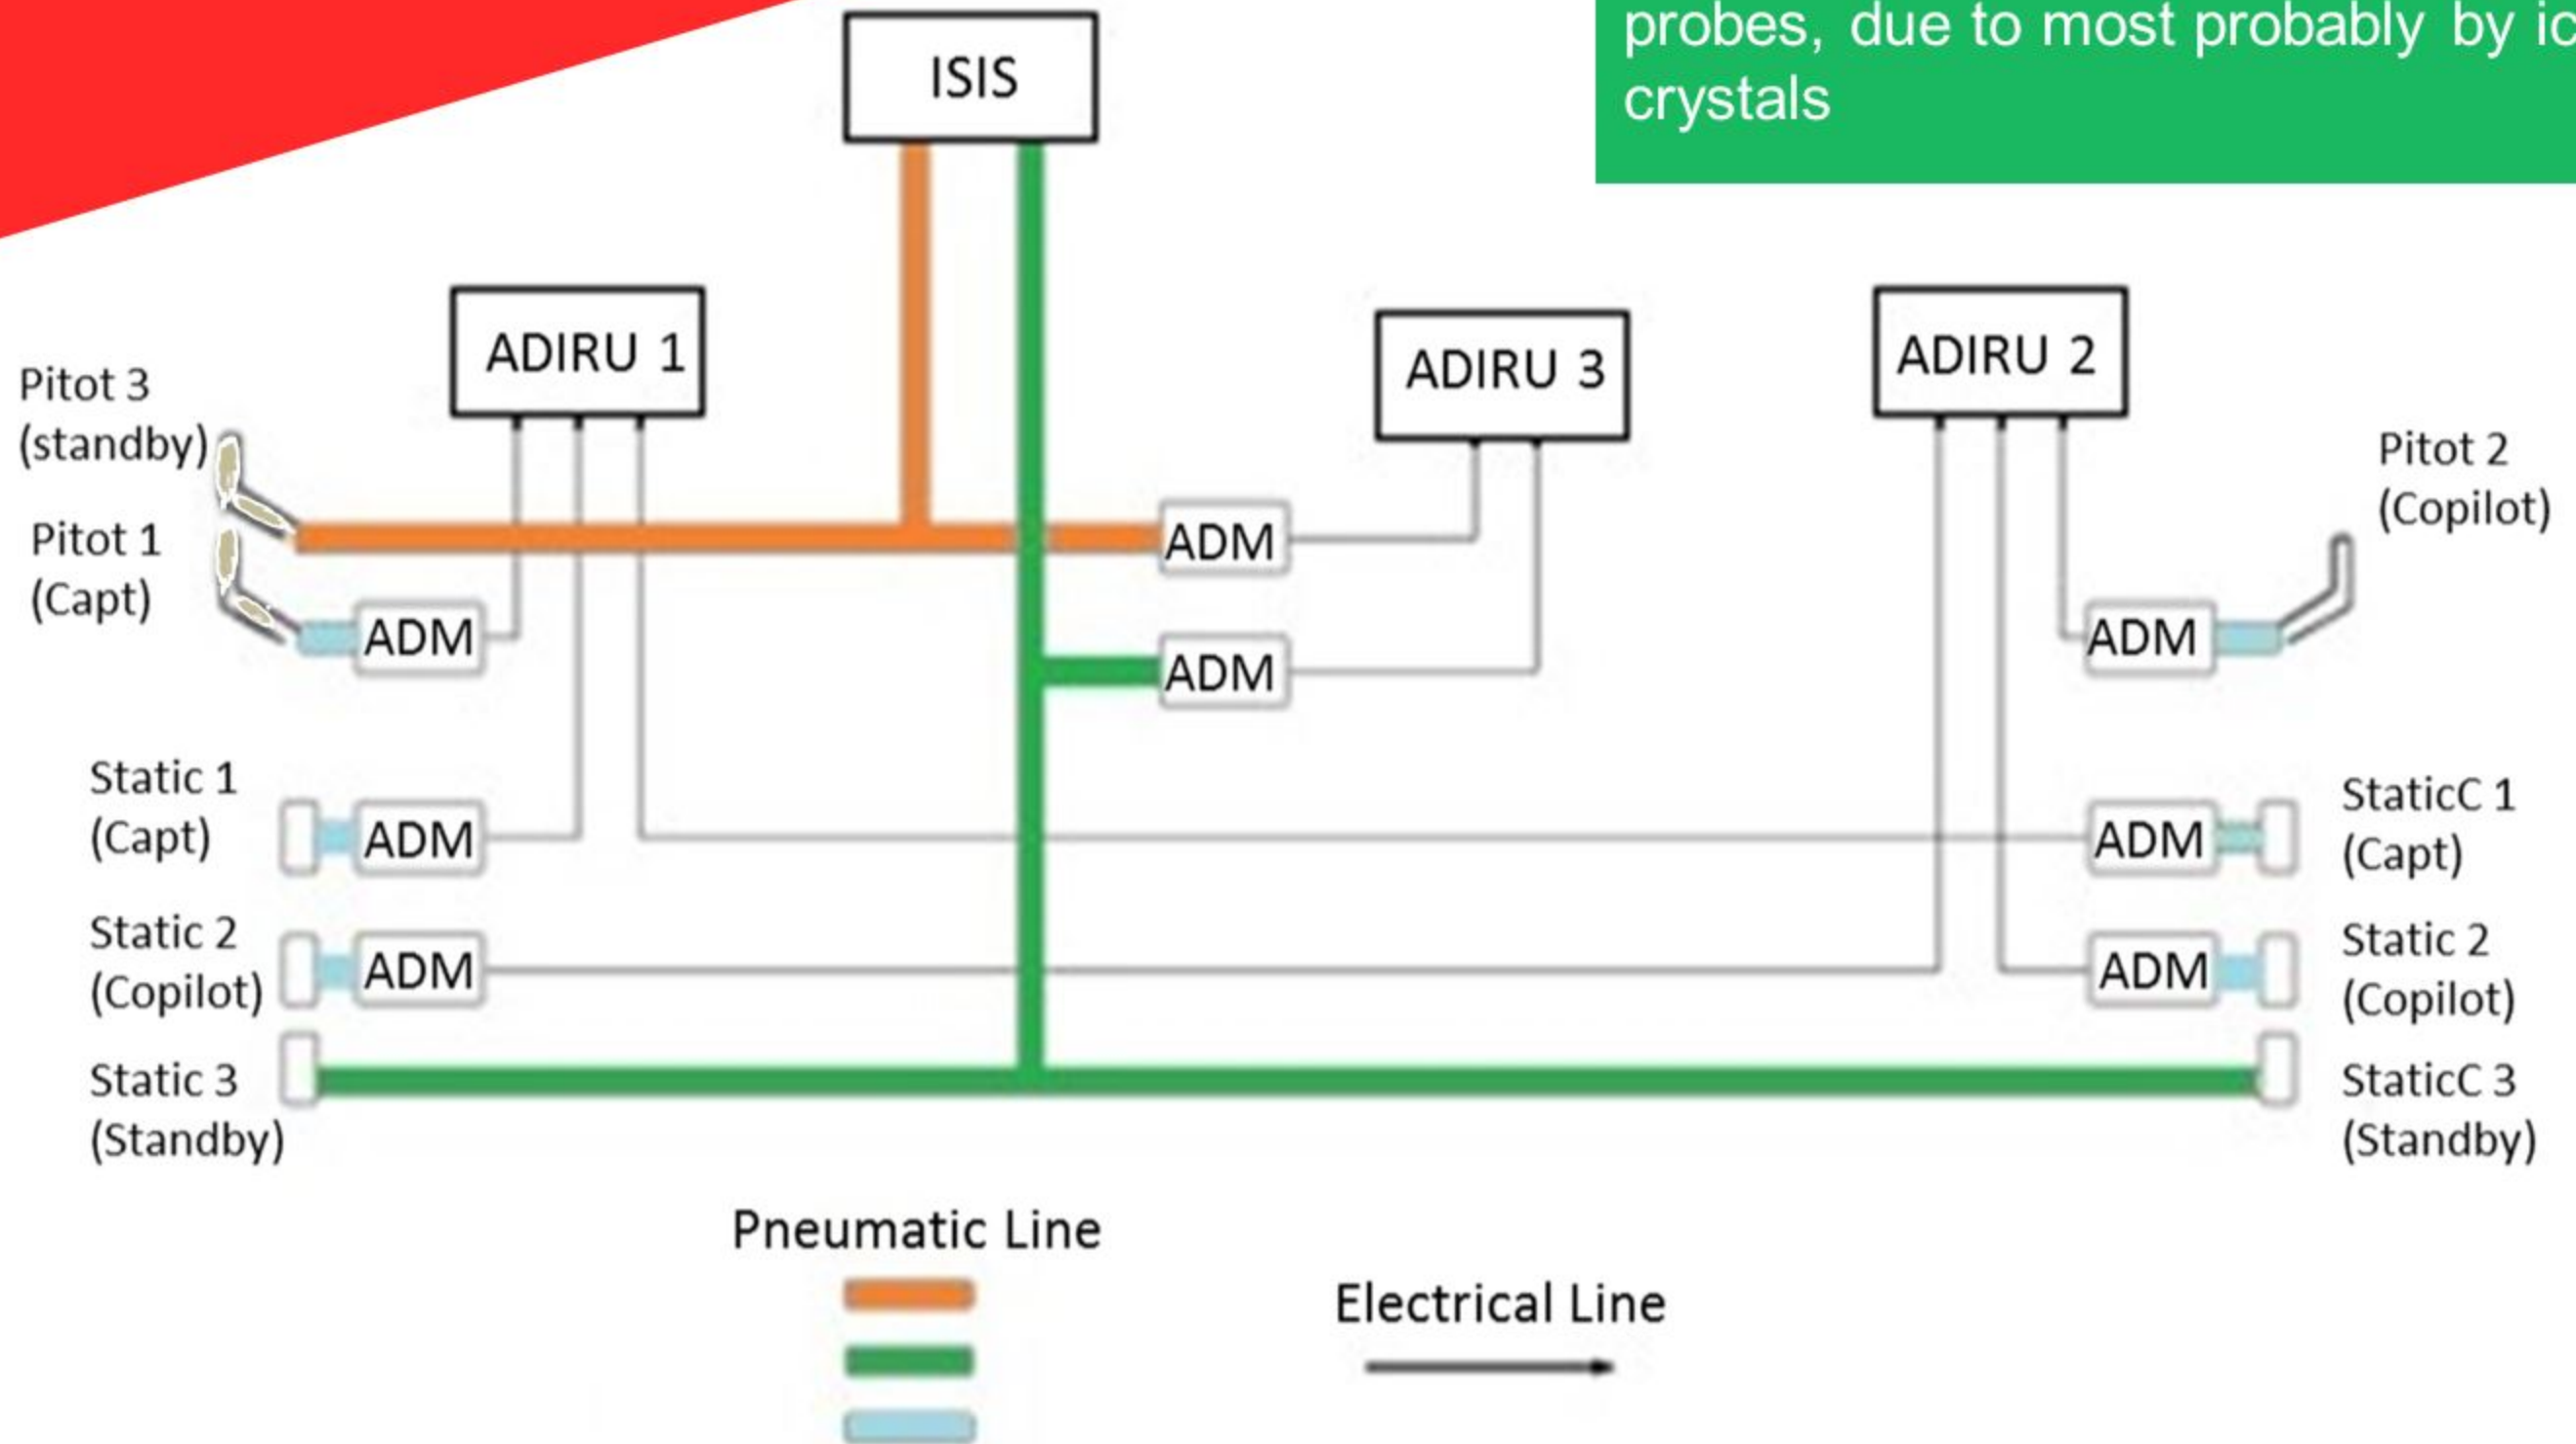 probes, due to most probably by ic
crystals
ISIS
ADIRU 1
ADIRU 3
ADIRU 2
Pitot 3
(standby)
Pitot 1
(Capt)
Pitot 2
(Copilot)
ADM
ADM
ADM
ADM
Static 1
(Capt)
ADM
ADM
StaticC 1
(Capt)
Static 2
(Copilot)
ADM
ADM
Static 2
(Copilot)
Static 3
(Standby)
StaticC 3
(Standby)
Pneumatic Line
Electrical Line